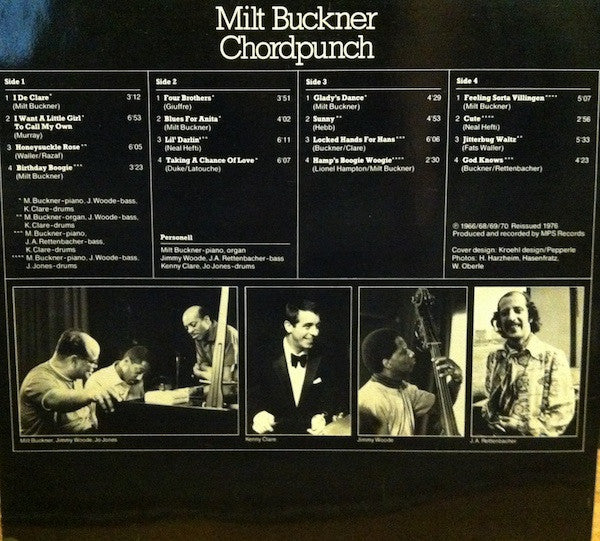 Milt Buckner
Chordpunch
Side 1
1 I De Clare* 3'12
(Milt Buckner)
2 I Want A Little Girl* 6'53
To Call My Own
(Murray)
3 Honeysuckle Rose** 6'05
(Waller/Razaf)
4 Birthday Boogie*** 3'23
(Milt Buckner)
* M. Buckner-piano, J. Woode-bass,
K. Clare-drums
** M. Buckner-organ, J. Woode-bass,
K. Clare-drums
*** M. Buckner-piano,
J.A. Rettenbacher-bass,
K. Clare-drums
**** M. Buckner-piano, J. Woode-bass,
J. Jones-drums
Side 2
1 Four Brothers* 3'51
(Giuffre)
2 Blues For Anita* 4'02
(Milt Buckner)
3 Lil' Darlin*** 6'11
(Neal Hefti)
4 Taking A Chance Of Love* 6'07
(Duke/Latouche)
Personell
Milt Buckner-piano, organ
Jimmy Woode, J.A. Rettenbacher-bass
Kenny Clare, Jo Jones-drums
Side 3
1 Glady's Dance* 4'29
(Milt Buckner)
2 Sunny** 4'53
(Hebb)
3 Locked Hands For Hans*** 6'06
(Buckner/Clare)
4 Hamp's Boogie Woogie**** 2'30
(Lionel Hampton/Milt Buckner)
Side 4
1 Feeling Sorta Villingen**** 5'07
(Milt Buckner)
2 Cute**** 2'56
(Neal Hefti)
3 Jitterbug Waltz** 5'33
(Fats Waller)
4 God Knows*** 4'23
(Buckner/Rettenbacher)
℗ 1966/68/69/70 Reissued 1976
Produced and recorded by MPS Records
Cover design: Kroehl design/Pepperle
Photos: H. Harzheim, Hasenfratz,
W. Oberle
Milt Buckner, Jimmy Woode, Jo Jones
Kenny Clare
Jimmy Woode
J.A. Rettenbacher